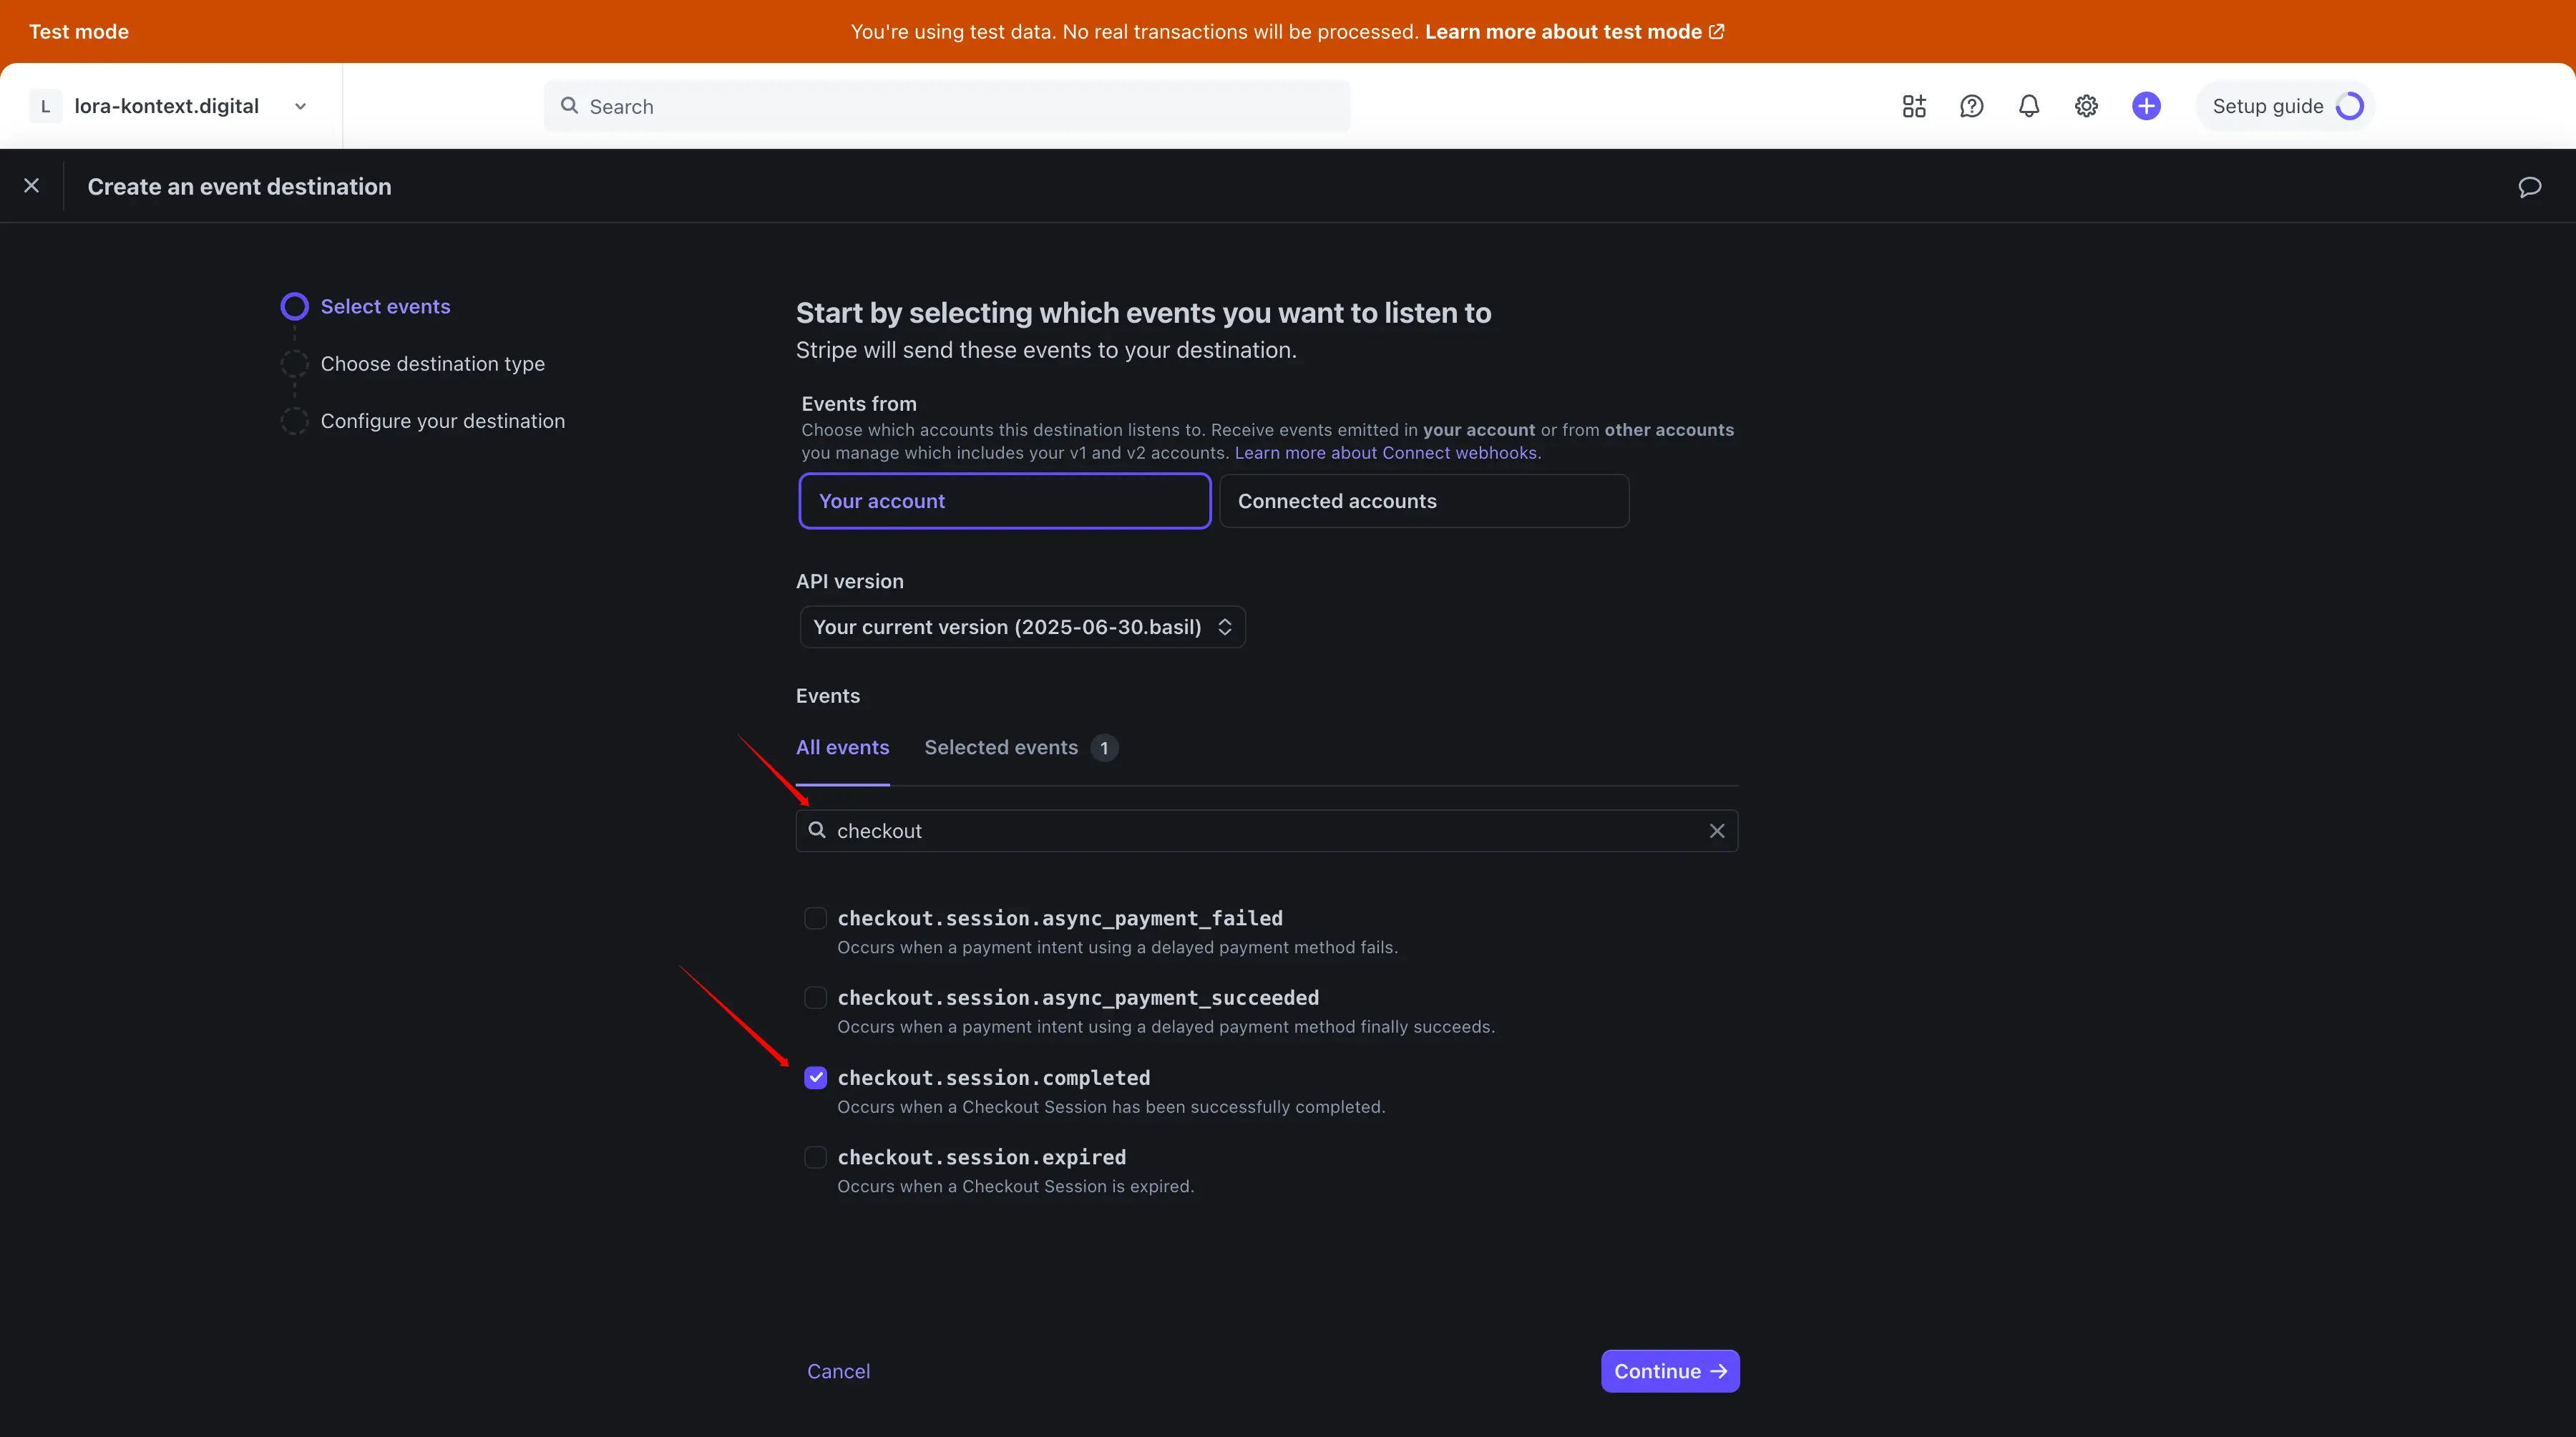 Test mode
You're using test data. No real transactions will be processed. Learn more about test mode
L lora-kontext.digital
Search
Setup guide
Create an event destination
Select events
Choose destination type
Configure your destination
Start by selecting which events you want to listen to
Stripe will send these events to your destination.
Events from
Choose which accounts this destination listens to. Receive events emitted in your account or from other accounts
you manage which includes your v1 and v2 accounts. Learn more about Connect webhooks.
Your account
Connected accounts
API version
Your current version (2025-06-30.basil)
Events
All events
Selected events 1
checkout
checkout.session.async_payment_failed
Occurs when a payment intent using a delayed payment method fails.
checkout.session.async_payment_succeeded
Occurs when a payment intent using a delayed payment method finally succeeds.
checkout.session.completed
Occurs when a Checkout Session has been successfully completed.
checkout.session.expired
Occurs when a Checkout Session is expired.
Cancel
Continue